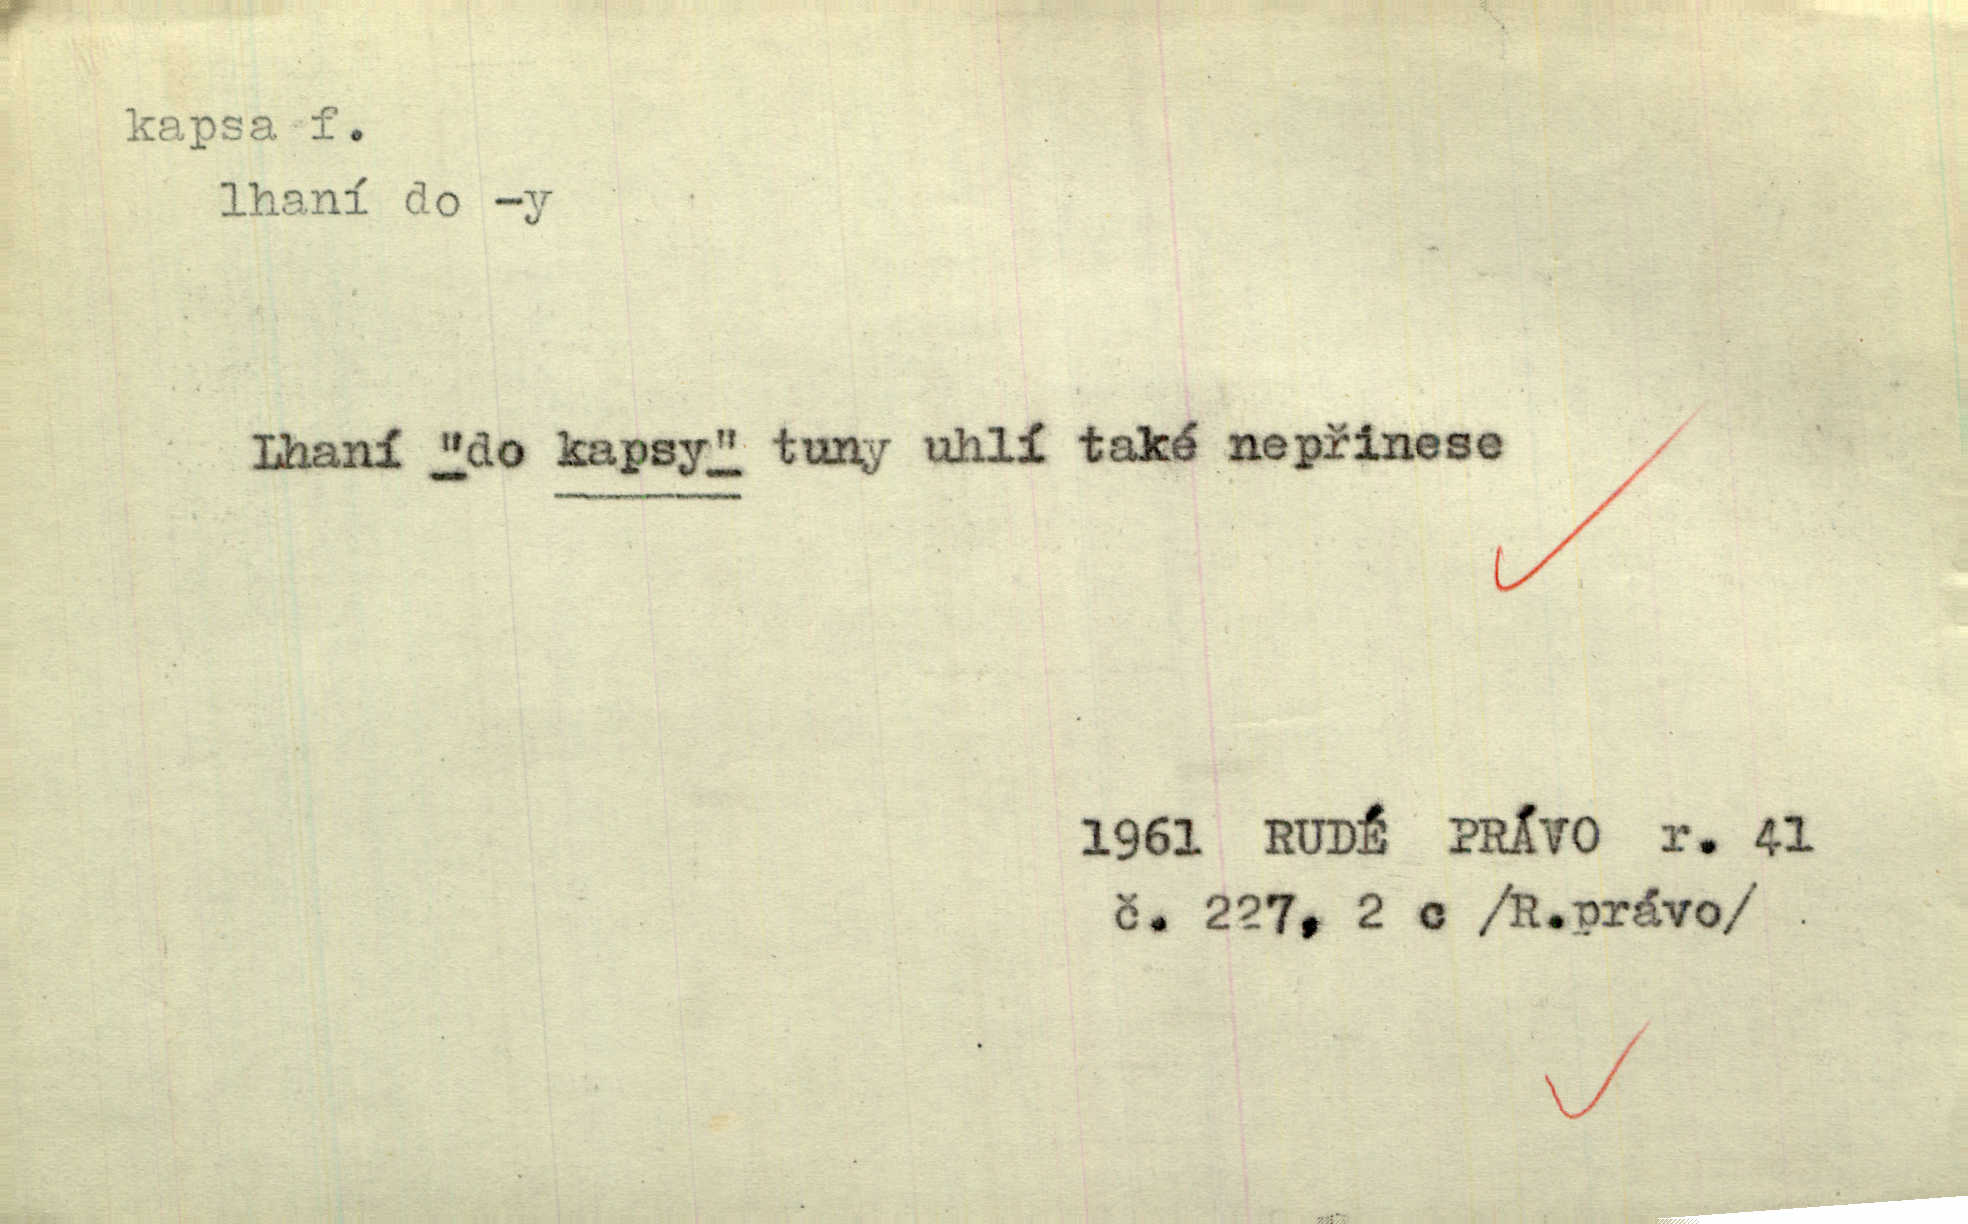 kapsa f.
lhaní do -y
Lhaní "do kapsy" tuny uhlí také nepřinese
1961 RUDÉ PRÁVO r. 41
č. 227, 2 c /R.právo/